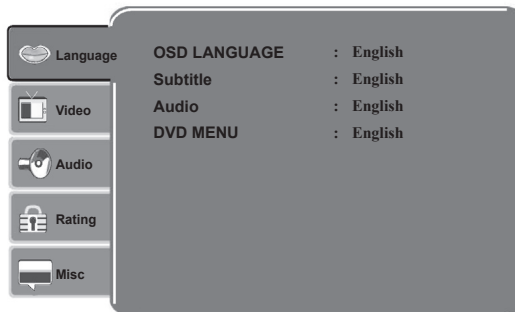 Language
Video
Audio
Rating
Misc
OSD LANGUAGE : English
Subtitle : English
Audio : English
DVD MENU : English